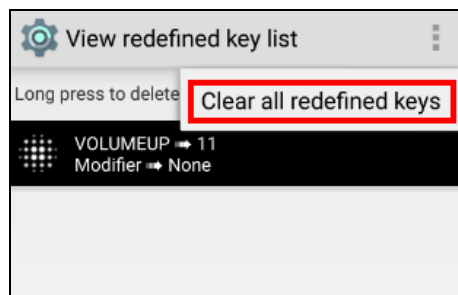 View redefined key list
Long press to delete
Clear all redefined keys
VOLUMEUP ➡ 11
Modifier ➡ None